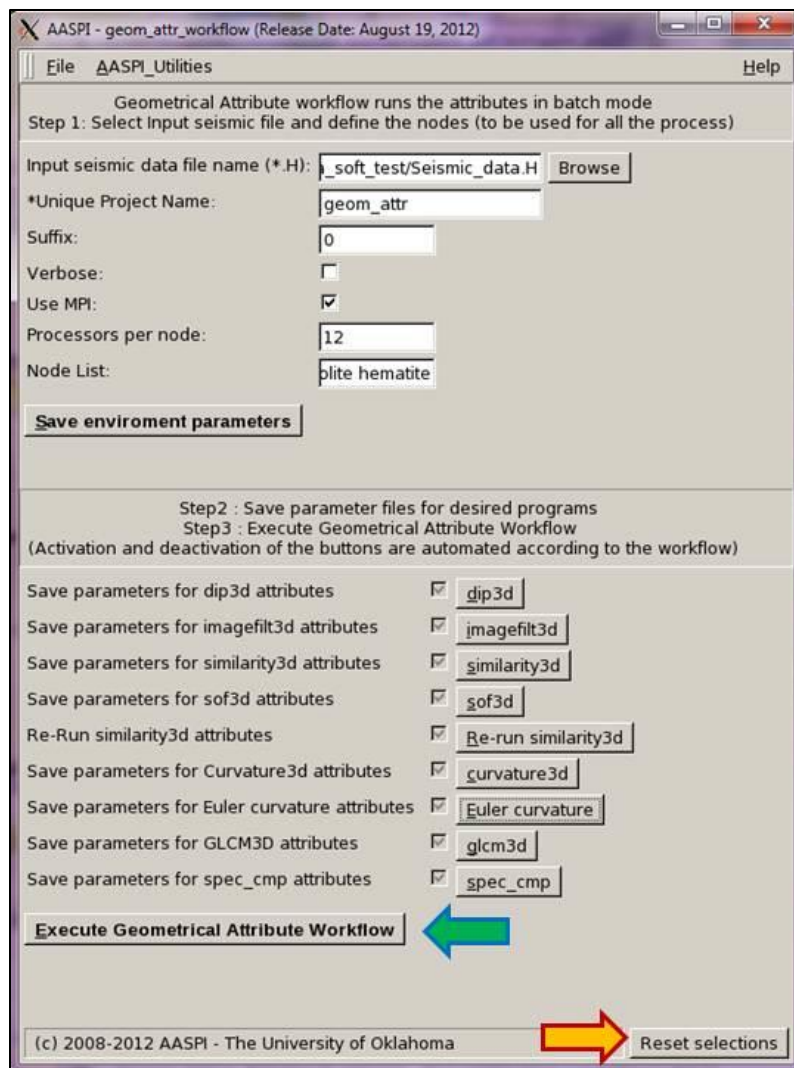 AASPI - geom_attr_workflow (Release Date: August 19, 2012)
File AASPI_Utilities Help
Geometrical Attribute workflow runs the attributes in batch mode
Step 1: Select Input seismic file and define the nodes (to be used for all the process)
Input seismic data file name (*.H): _soft_test/Seismic_data.H Browse
*Unique Project Name: geom_attr
Suffix: 0
Verbose:
Use MPI:
Processors per node: 12
Node List: olite hematite
Save enviroment parameters
Step2 : Save parameter files for desired programs
Step3 : Execute Geometrical Attribute Workflow
(Activation and deactivation of the buttons are automated according to the workflow)
Save parameters for dip3d attributes dip3d
Save parameters for imagefilt3d attributes imagefilt3d
Save parameters for similarity3d attributes similarity3d
Save parameters for sof3d attributes sof3d
Re-Run similarity3d attributes Re-run similarity3d
Save parameters for Curvature3d attributes curvature3d
Save parameters for Euler curvature attributes Euler curvature
Save parameters for GLCM3D attributes glcm3d
Save parameters for spec_cmp attributes spec_cmp
Execute Geometrical Attribute Workflow
(c) 2008-2012 AASPI - The University of Oklahoma Reset selections